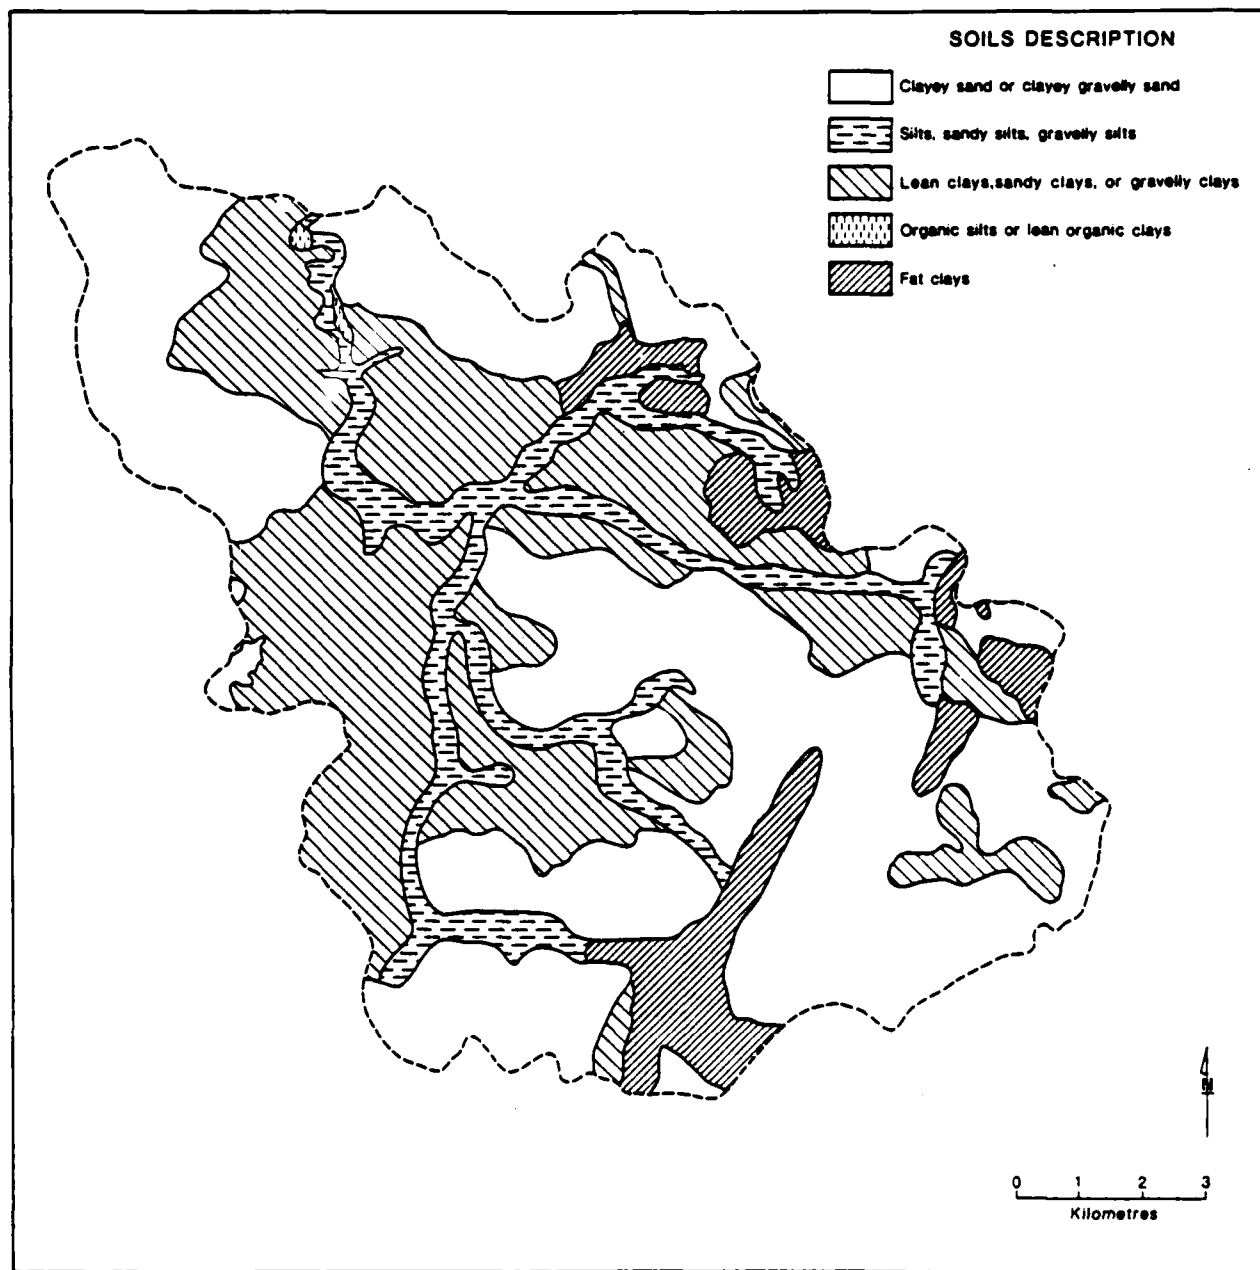 SOILS DESCRIPTION
Clayey sand or clayey gravelly sand
Silts, sandy silts, gravelly silts
Lean clays,sandy clays, or gravelly clays
Organic silts or lean organic clays
Fat clays
N
0 1 2 3
Kilometres